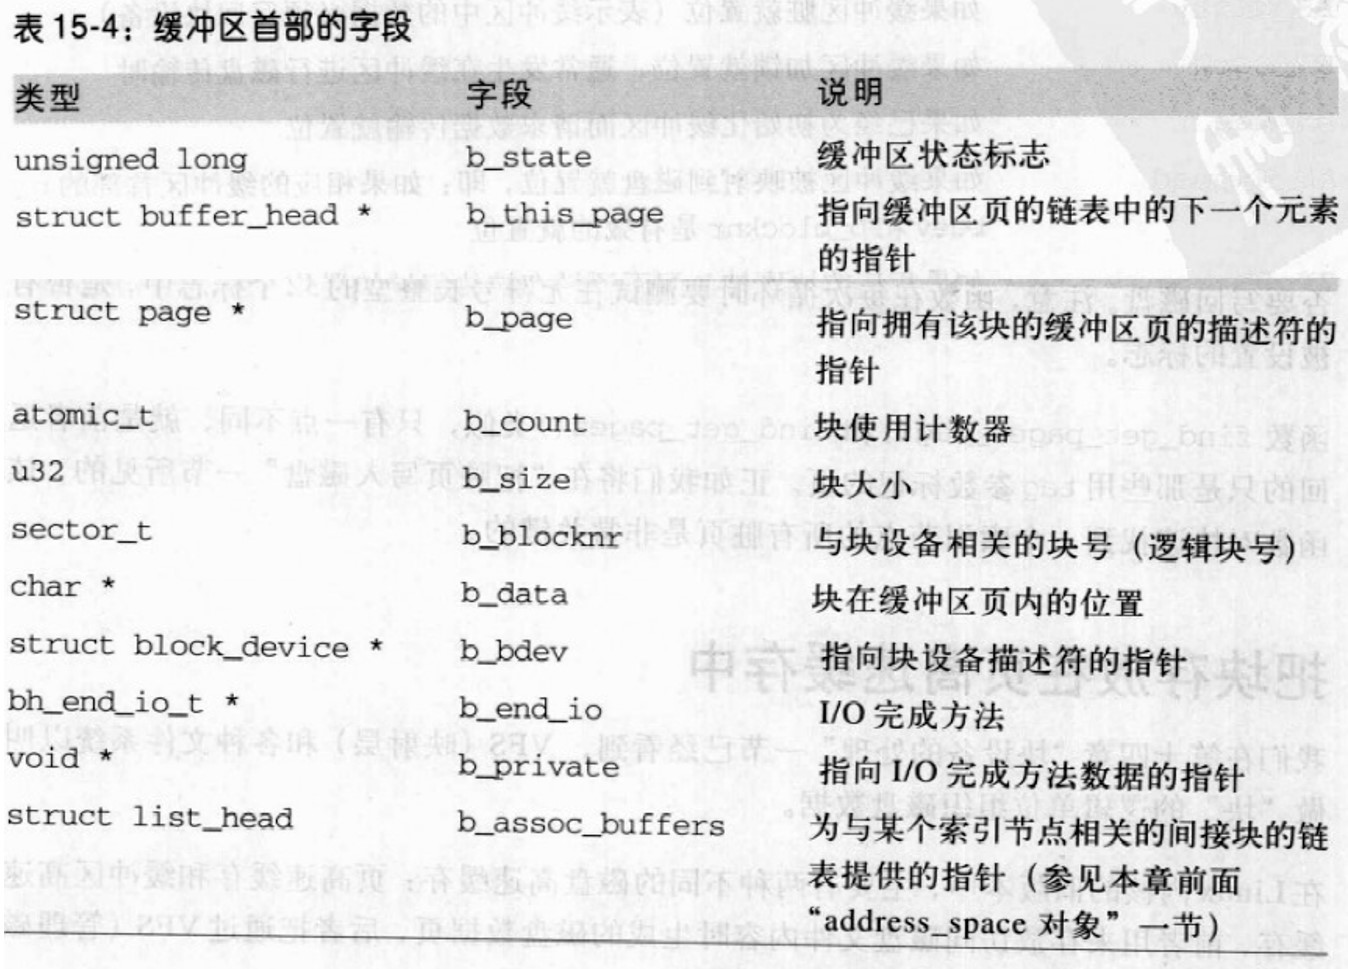 表 15-4：缓冲区首部的字段
类型 字段 说明
unsigned long b_state 缓冲区状态标志
struct buffer_head * b_this_page 指向缓冲区页的链表中的下一个元素
的指针
struct page * b_page 指向拥有该块的缓冲区页的描述符的
指针
atomic_t b_count 块使用计数器
u32 b_size 块大小
sector_t b_blocknr 与块设备相关的块号（逻辑块号）
char * b_data 块在缓冲区页内的位置
struct block_device * b_bdev 指向块设备描述符的指针
bh_end_io_t * b_end_io I/O 完成方法
void * b_private 指向 I/O 完成方法数据的指针
struct list_head b_assoc_buffers 为与某个索引节点相关的间接块的链
表提供的指针（参见本章前面
“address_space 对象”一节）